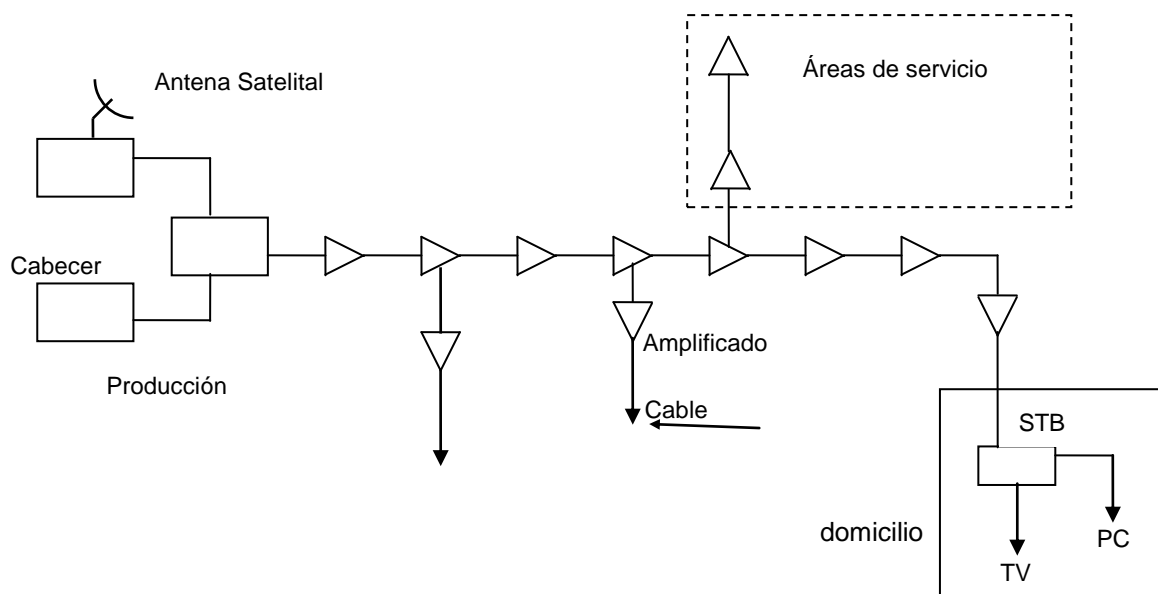 Antena Satelital
Áreas de servicio
Cabecer
Amplificado
Producción
Cable
STB
domicilio
PC
TV